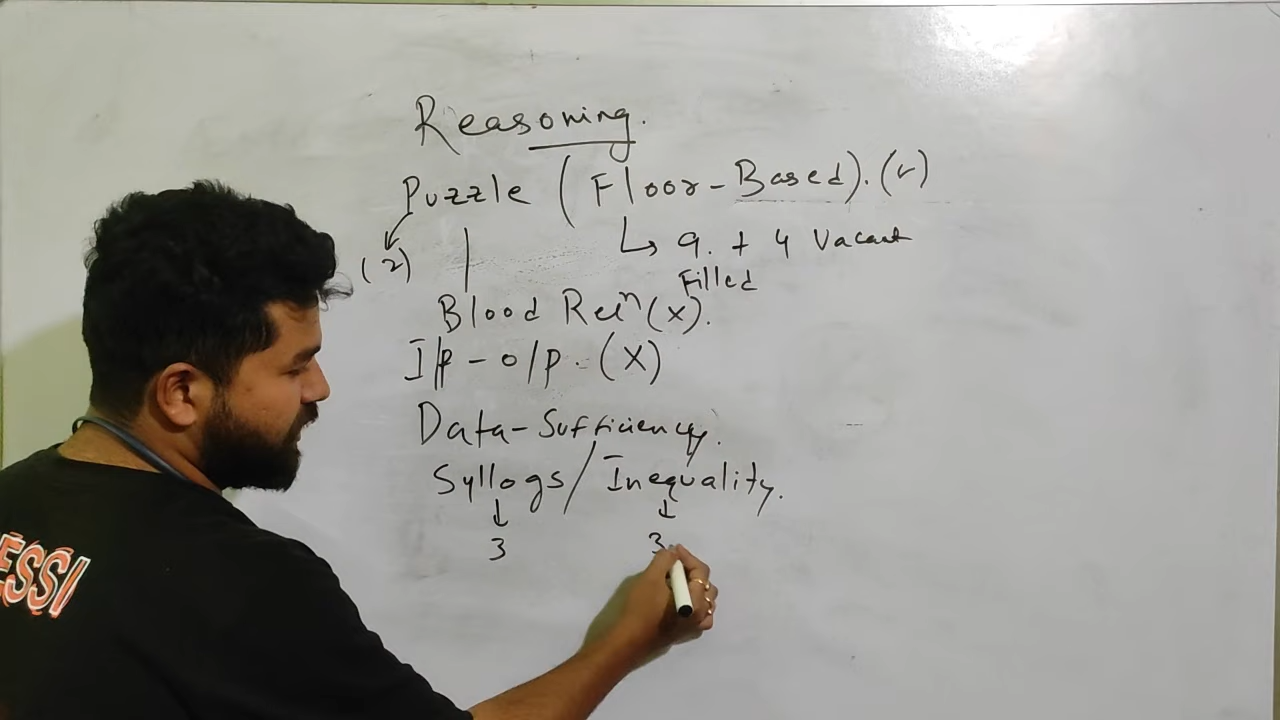 Reasoning.
Puzzle (Floor-Based). (✓)
(2)
9. + 4 Vacant
Filled
Blood Relⁿ (X).
I/p - o/p. (X)
Data-Sufficiency.
Syllogs/Inequality.
3 3
ESSI